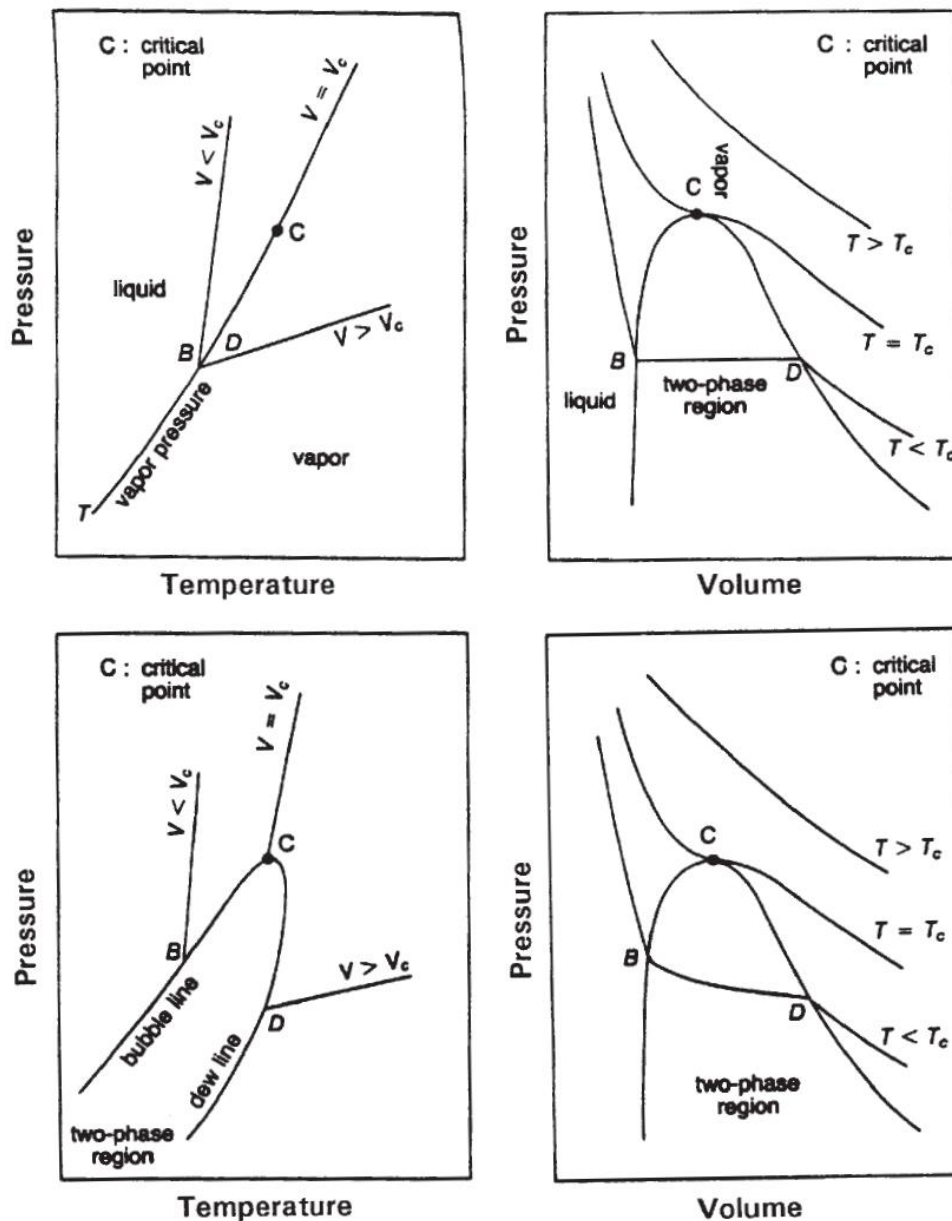 C : critical
point
V < Vc
V = Vc
C
liquid
B
D
V > Vc
vapor pressure
vapor
T
Pressure
Temperature
C : critical
point
vapor
C
T > Tc
T = Tc
B
two-phase
region
D
liquid
T < Tc
Pressure
Volume
C : critical
point
V = Vc
V < Vc
C
B
V > Vc
D
bubble line
dew line
two-phase
region
Pressure
Temperature
C : critical
point
C
T > Tc
T = Tc
B
D
T < Tc
two-phase
region
Pressure
Volume